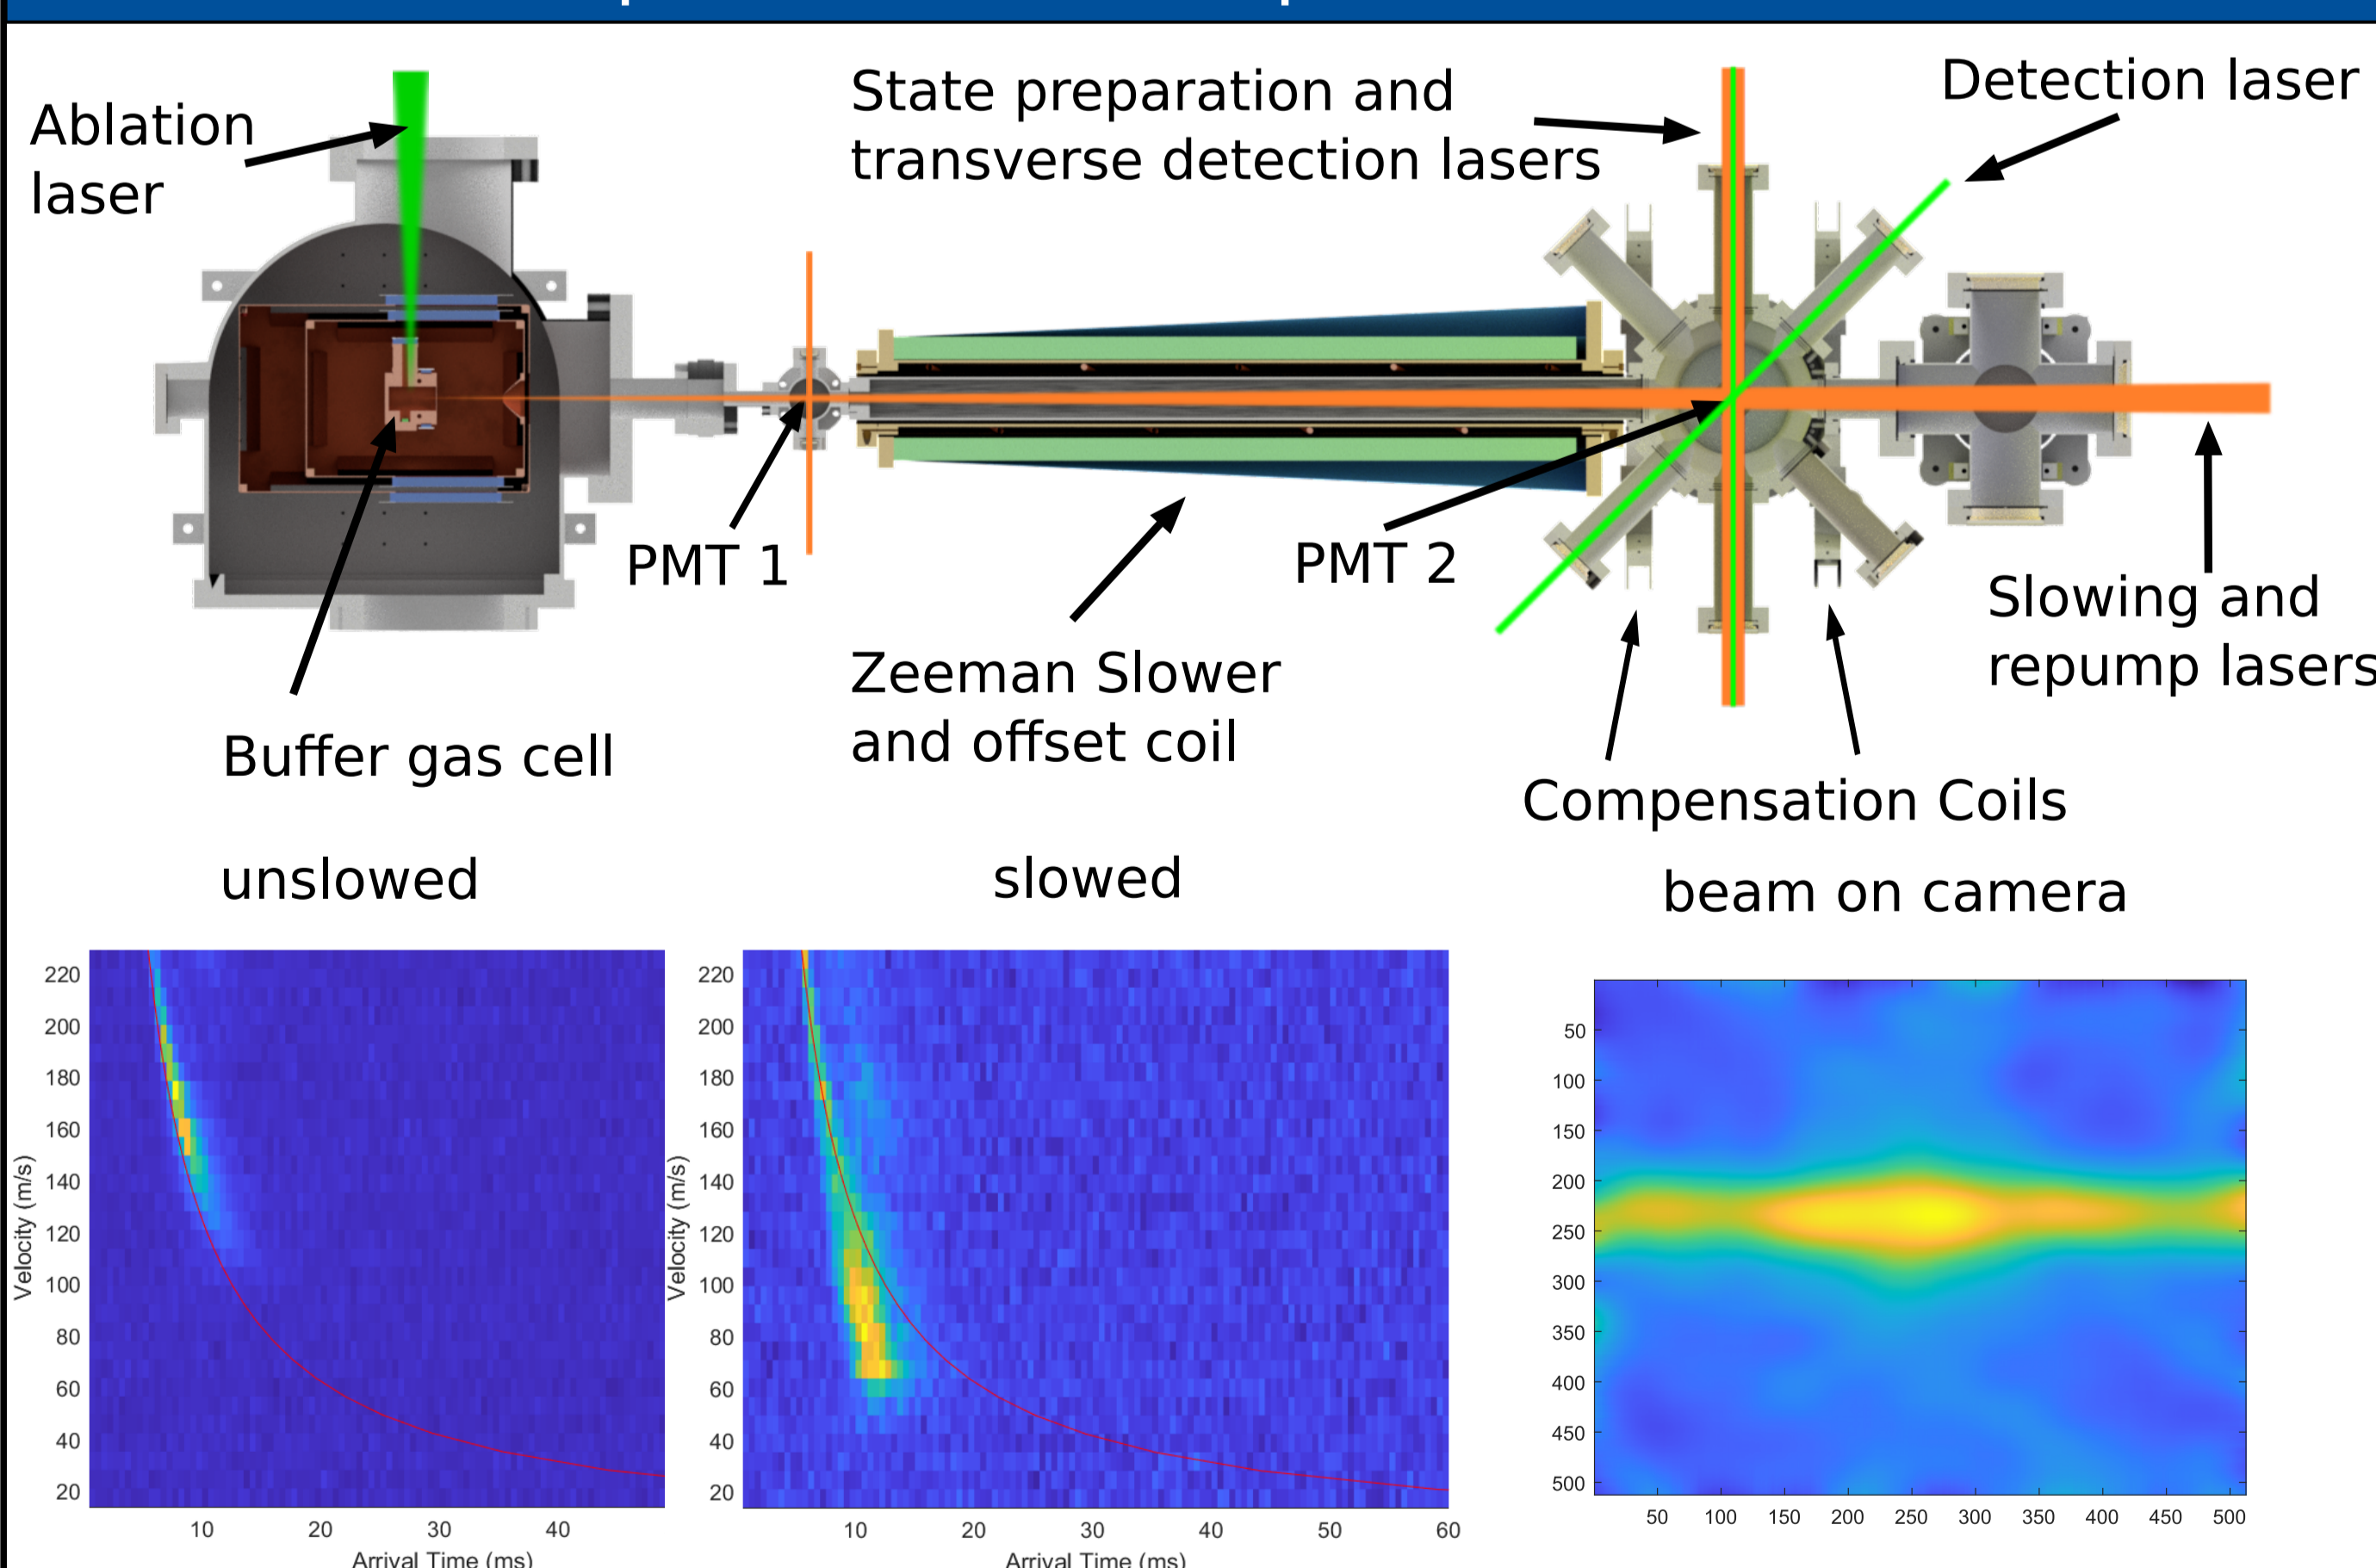 Ablation
laser
State preparation and
transverse detection lasers
Detection laser
PMT 1
PMT 2
Slowing and
repump lasers
Zeeman Slower
and offset coil
Buffer gas cell
Compensation Coils
unslowed
slowed
beam on camera
Velocity (m/s)
220
200
180
160
140
120
100
80
60
40
20
10 20 30 40
Arrival Time (ms)
Velocity (m/s)
220
200
180
160
140
120
100
80
60
40
20
10 20 30 40 50 60
Arrival Time (ms)
50
100
150
200
250
300
350
400
450
500
50 100 150 200 250 300 350 400 450 500